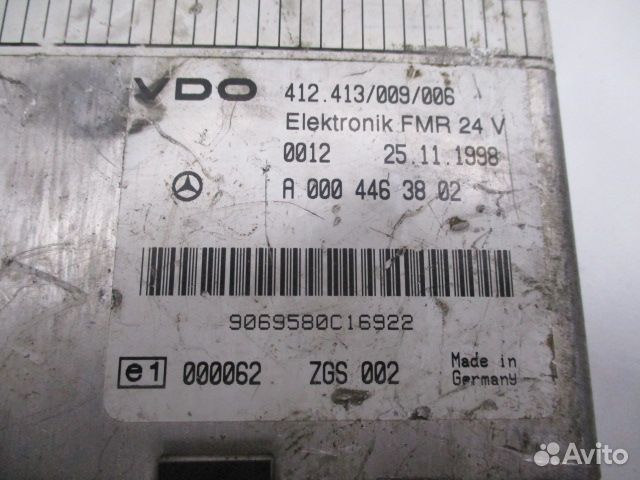 VDO 412.413/009/006
Elektronik FMR 24 V
0012 25.11.1998
A 000 446 38 02
9069580C16922
e1 000062 ZGS 002 Made in Germany
Avito